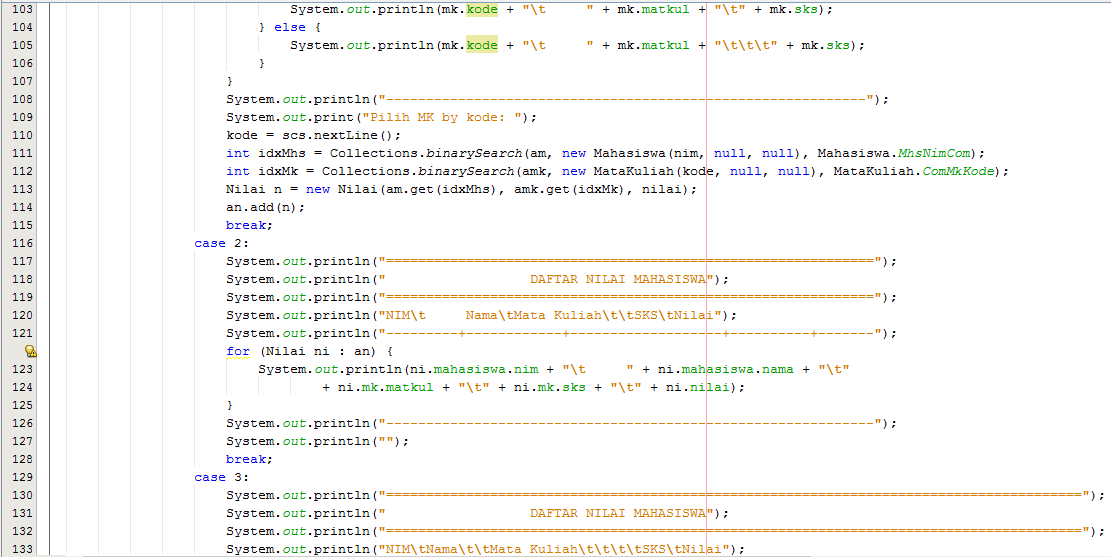 103 System.out.println(mk.kode + "\t     " + mk.matkul + "\t" + mk.sks);
104 } else {
105 System.out.println(mk.kode + "\t     " + mk.matkul + "\t\t\t" + mk.sks);
106 }
107 }
108 System.out.println("------------------------------------------------------------");
109 System.out.print("Pilih MK by kode: ");
110 kode = scs.nextLine();
111 int idxMhs = Collections.binarySearch(am, new Mahasiswa(nim, null, null), Mahasiswa.MhsNimCom);
112 int idxMk = Collections.binarySearch(amk, new MataKuliah(kode, null, null), MataKuliah.ComMkKode);
113 Nilai n = new Nilai(am.get(idxMhs), amk.get(idxMk), nilai);
114 an.add(n);
115 break;
116 case 2:
117 System.out.println("=============================================================");
118 System.out.println("                  DAFTAR NILAI MAHASISWA");
119 System.out.println("=============================================================");
120 System.out.println("NIM\t     Nama\tMata Kuliah\t\tSKS\tNilai");
121 System.out.println("---------+------------+-------------------+----------+-------");
for (Nilai ni : an) {
123 System.out.println(ni.mahasiswa.nim + "\t     " + ni.mahasiswa.nama + "\t"
124 + ni.mk.matkul + "\t" + ni.mk.sks + "\t" + ni.nilai);
125 }
126 System.out.println("-------------------------------------------------------------");
127 System.out.println("");
128 break;
129 case 3:
130 System.out.println("=======================================================================================");
131 System.out.println("                  DAFTAR NILAI MAHASISWA");
132 System.out.println("=======================================================================================");
133 System.out.println("NIM\tNama\t\tMata Kuliah\t\t\t\tSKS\tNilai");